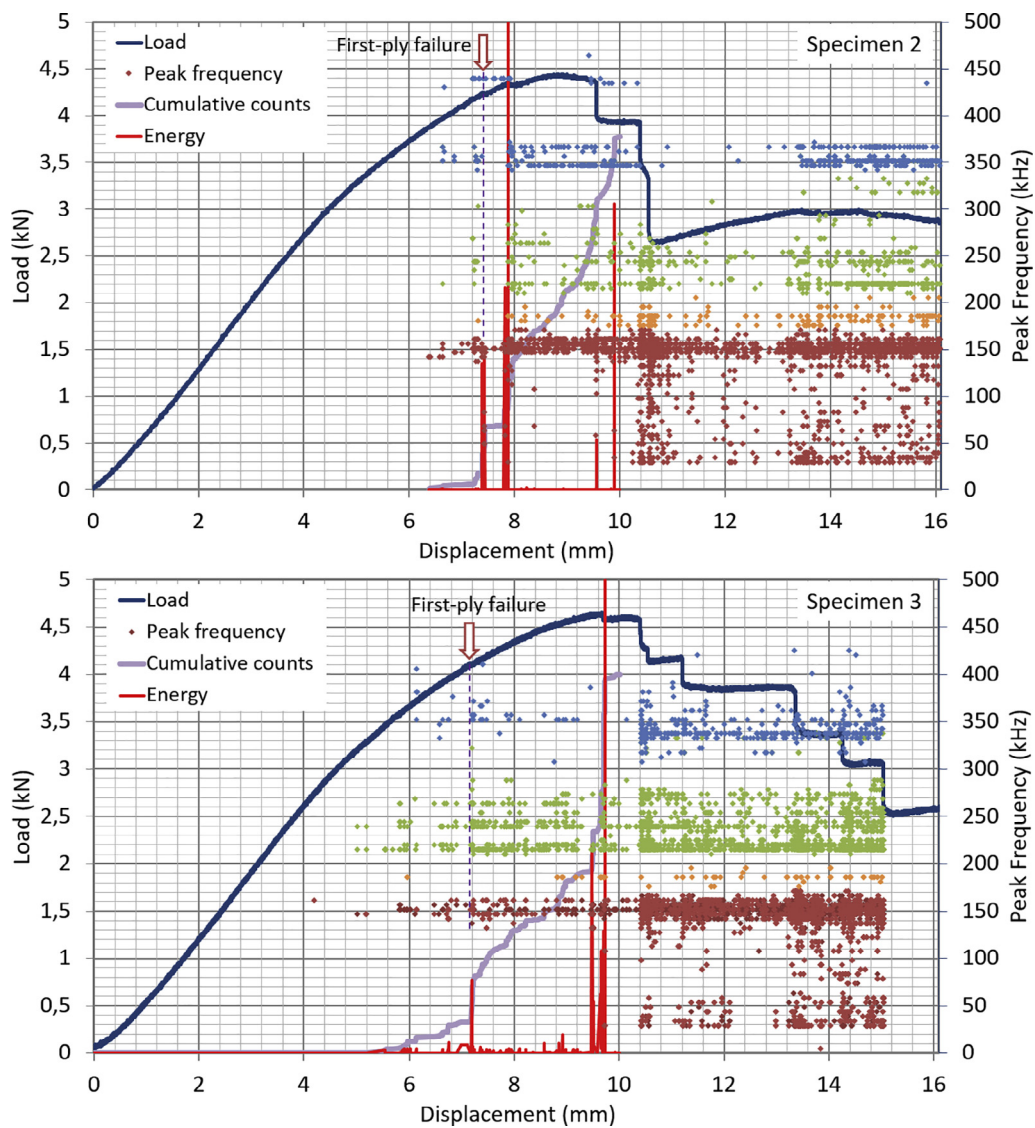 Load
Peak frequency
Cumulative counts
Energy
First-ply failure
Specimen 2
5
4,5
4
3,5
3
2,5
2
1,5
1
0,5
0
Load (kN)
500
450
400
350
300
250
200
150
100
50
0
Peak Frequency (kHz)
0 2 4 6 8 10 12 14 16
Displacement (mm)
Load
Peak frequency
Cumulative counts
Energy
First-ply failure
Specimen 3
5
4,5
4
3,5
3
2,5
2
1,5
1
0,5
0
Load (kN)
500
450
400
350
300
250
200
150
100
50
0
Peak Frequency (kHz)
0 2 4 6 8 10 12 14 16
Displacement (mm)